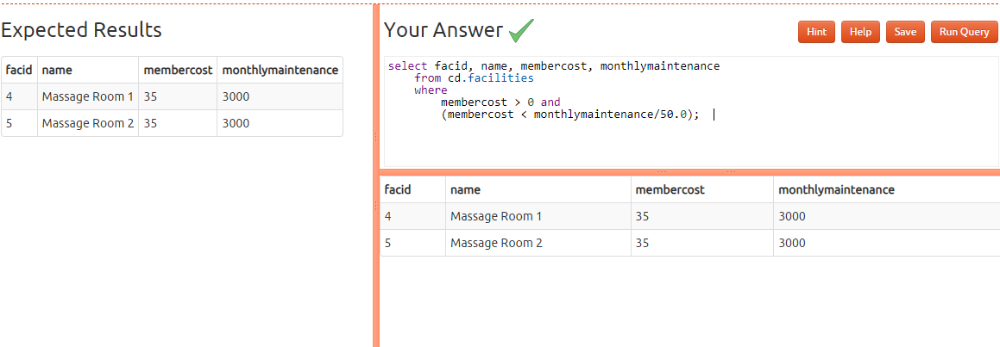 Expected Results
facid name membercost monthlymaintenance
4 Massage Room 1 35 3000
5 Massage Room 2 35 3000
Your Answer
Hint Help Save Run Query
select facid, name, membercost, monthlymaintenance
from cd.facilities
where
membercost > 0 and
(membercost < monthlymaintenance/50.0);
facid name membercost monthlymaintenance
4 Massage Room 1 35 3000
5 Massage Room 2 35 3000